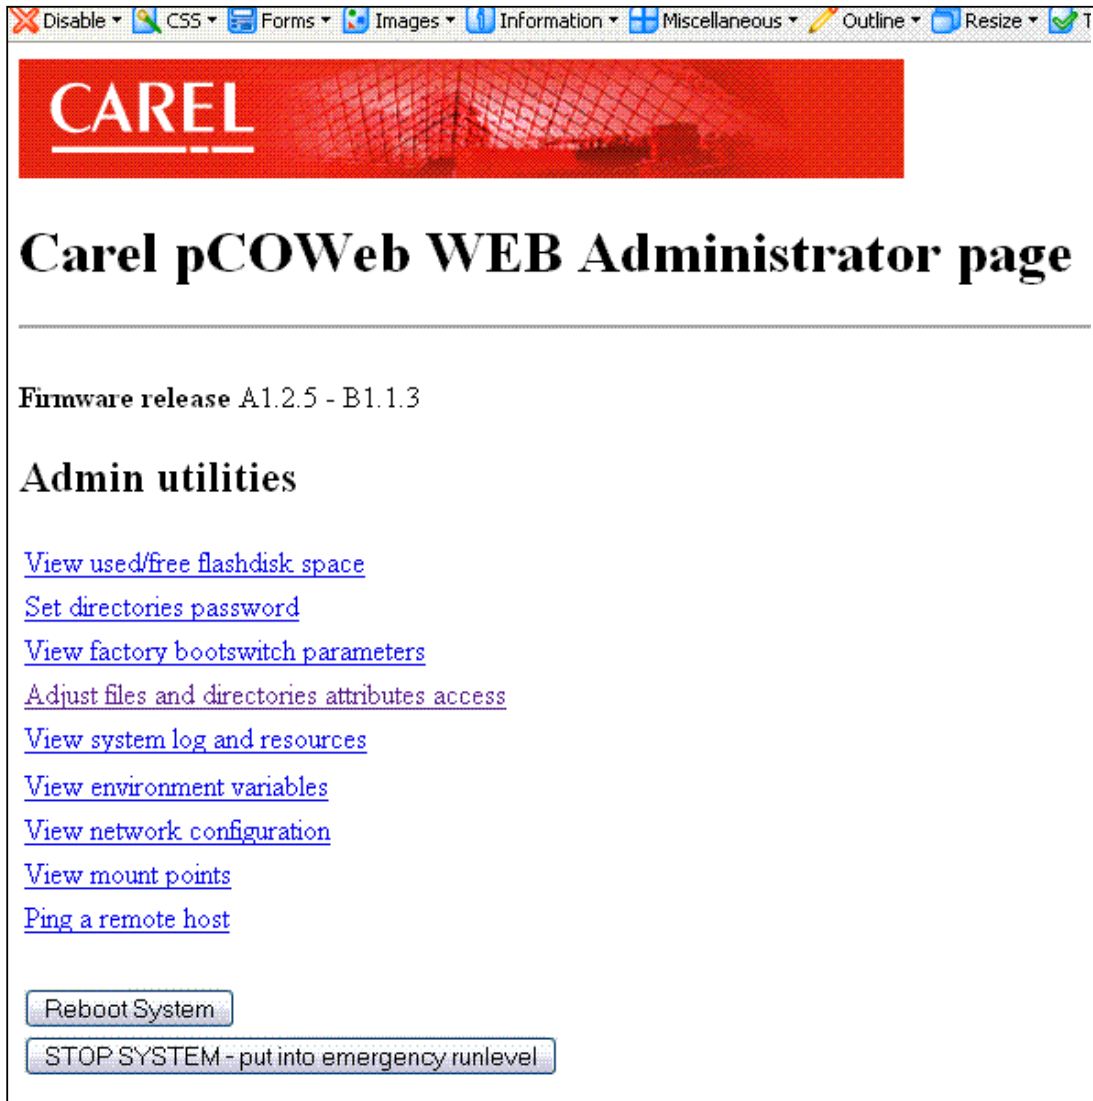 Disable CSS Forms Images Information Miscellaneous Outline Resize T
CAREL
Carel pCOWeb WEB Administrator page
Firmware release A1.2.5 - B1.1.3
Admin utilities
View used/free flashdisk space
Set directories password
View factory bootswitch parameters
Adjust files and directories attributes access
View system log and resources
View environment variables
View network configuration
View mount points
Ping a remote host
Reboot System
STOP SYSTEM - put into emergency runlevel